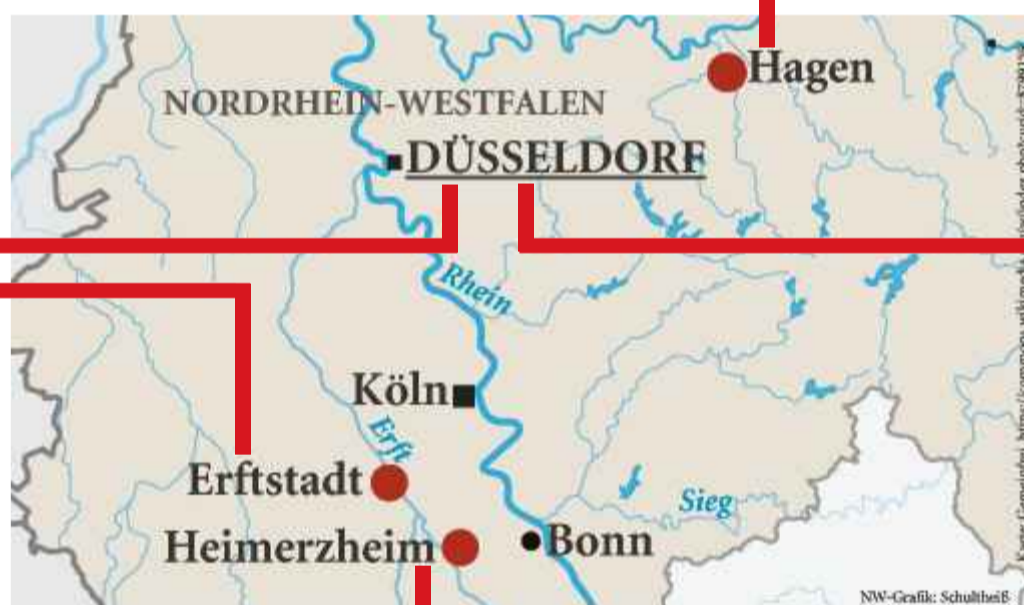 Hagen
NORDRHEIN-WESTFALEN
DÜSSELDORF
Rhein
Köln
Erft
Erftstadt
Sieg
Heimerzheim
Bonn
NW-Grafik: Schultheiß